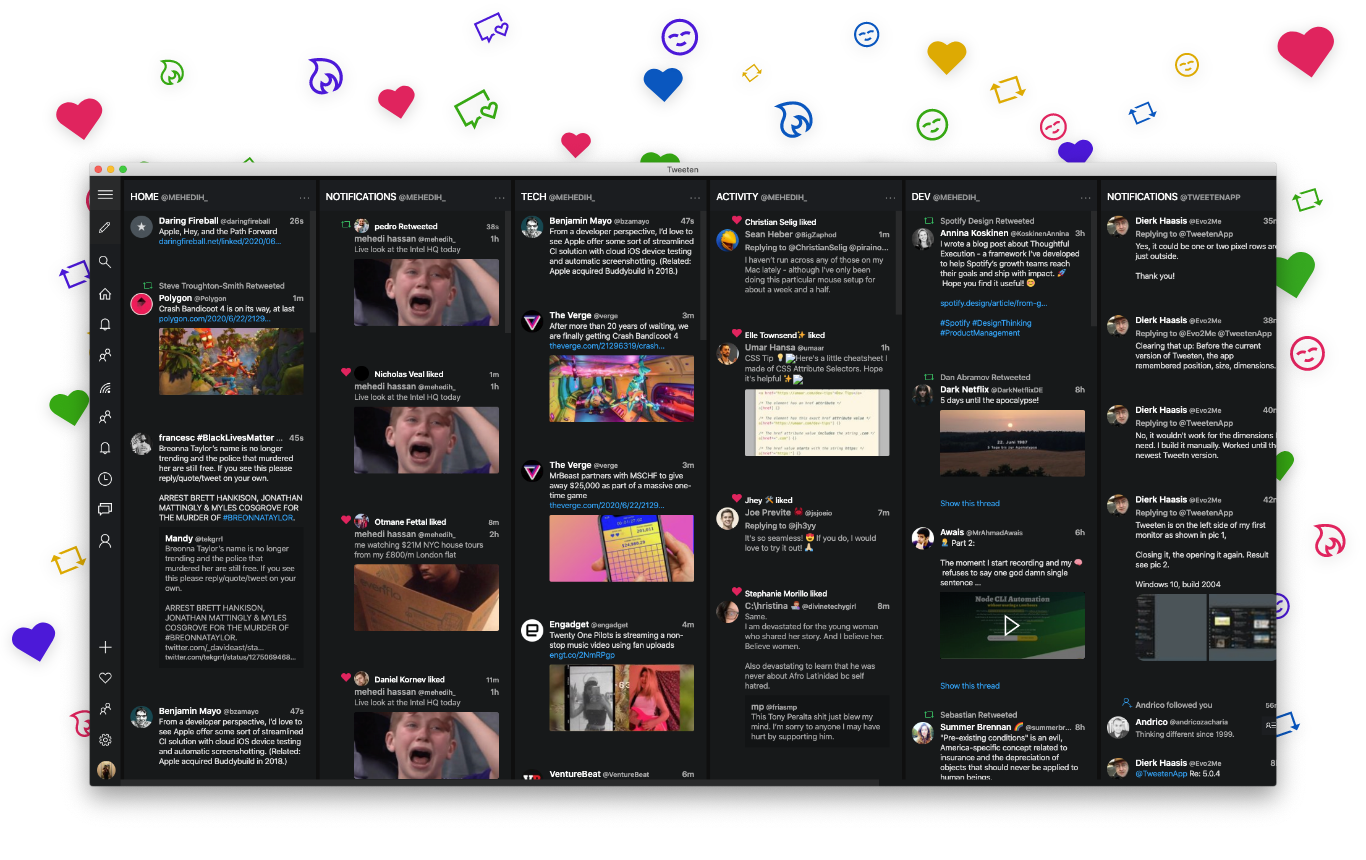 Tweeten
HOME @MEHEDIH_
Daring Fireball @daringfireball 26s
Apple, Hey, and the Path Forward
daringfireball.net/linked/2020/06...
Steve Troughton-Smith Retweeted
Polygon @Polygon 1m
Crash Bandicoot 4 is on its way, at last
polygon.com/2020/6/22/2129...
francesc #BlackLivesMatter ... 45s
Breonna Taylor's name is no longer
trending and the police that murdered
her are still free. If you see this please
reply/quote/tweet on your own.
ARREST BRETT HANKISON, JONATHAN
MATTINGLY & MYLES COSGROVE FOR
THE MURDER OF #BREONNATAYLOR.
Mandy @tekgrrl
Breonna Taylor's name is no longer
trending and the police that
murdered her are still free. If you see
this please reply/quote/tweet on your
own.
ARREST BRETT HANKISON,
JONATHAN MATTINGLY & MYLES
COSGROVE FOR THE MURDER OF
#BREONNATAYLOR.
twitter.com/_davideast/sta...
twitter.com/tekgrrl/status/1275069468...
Benjamin Mayo @bzamayo 47s
From a developer perspective, I'd love to
see Apple offer some sort of streamlined
CI solution with cloud iOS device testing
and automatic screenshotting. (Related:
Apple acquired Buddybuild in 2018.)
NOTIFICATIONS @MEHEDIH_
pedro Retweeted 38s
mehedi hassan @mehedih_ 1h
Live look at the Intel HQ today
Nicholas Veal liked 1m
mehedi hassan @mehedih_ 1h
Live look at the Intel HQ today
Otmane Fettal liked 8m
mehedi hassan @mehedih_ 2h
me watching $21M NYC house tours
from my £800/m London flat
Daniel Kornev liked 11m
mehedi hassan @mehedih_ 1h
Live look at the Intel HQ today
TECH @MEHEDIH_
Benjamin Mayo @bzamayo 47s
From a developer perspective, I'd love to
see Apple offer some sort of streamlined
CI solution with cloud iOS device testing
and automatic screenshotting. (Related:
Apple acquired Buddybuild in 2018.)
The Verge @verge 3m
After more than 20 years of waiting, we
are finally getting Crash Bandicoot 4
theverge.com/21296319/crash...
The Verge @verge 3m
MrBeast partners with MSCHF to give
away $25,000 as part of a massive one-
time game
theverge.com/2020/6/22/2129...
Engadget @engadget 4m
Twenty One Pilots is streaming a non-
stop music video using fan uploads
engt.co/2NmRPgp
VentureBeat @VentureBeat 6m
ACTIVITY @MEHEDIH_
Christian Selig liked
Sean Heber @BigZaphod 1m
Replying to @ChristianSelig @piraino...
I haven't run across any of those on my
Mac lately - although I've only been
doing this particular mouse setup for
about a week and a half.
Elle Townsend✨ liked
Umar Hansa @umaar 1h
CSS Tip 💡 Here's a little cheatsheet I
made of CSS Attribute Selectors. Hope
it's helpful ✨
Jhey 🛠 liked
Joe Previte @jsjoeio 7m
Replying to @jh3yy
It's so seamless! 😍 If you do, I would
love to try it out! 🙏
Stephanie Morillo liked
C:\hristina @divinetechygirl 8m
Same.
I am devastated for the young woman
who shared her story. And I believe her.
Believe women.
Also devastating to learn that he was
never about Afro Latinidad bc self
hatred.
mp @friasmp
This Tony Peralta shit just blew my
mind. I'm sorry to anyone I may have
hurt by supporting him.
DEV @MEHEDIH_
Spotify Design Retweeted
Annina Koskinen @KoskinenAnnina 3h
I wrote a blog post about Thoughtful
Execution - a framework I've developed
to help Spotify's growth teams reach
their goals and ship with impact. 🚀
Hope you find it useful! 😊
spotify.design/article/from-g...
#Spotify #DesignThinking
#ProductManagement
Dan Abramov Retweeted
Dark Netflix @DarkNetflixDE 8h
5 days until the apocalypse!
Show this thread
Awais @MrAhmadAwais 6h
Part 2:
The moment I start recording and my 🧠
refuses to say one god damn single
sentence ...
Node CLI Automation
Show this thread
Sebastian Retweeted
Summer Brennan 🌈 @summerbr... 8h
"Pre-existing conditions" is an evil,
America-specific concept related to
insurance and the depreciation of
objects that should never be applied to
human beings.
NOTIFICATIONS @TWEETENAPP
Dierk Haasis @Evo2Me 35m
Replying to @TweetenApp
Yes, it could be one or two pixel rows are
just outside.
Thank you!
Dierk Haasis @Evo2Me 38m
Replying to @Evo2Me @TweetenApp
Clearing that up: Before the current
version of Tweeten, the app
remembered position, size, dimensions.
Dierk Haasis @Evo2Me 40m
Replying to @TweetenApp
No, it wouldn't work for the dimensions I
need. I build it manually. Worked until the
newest Tweetn version.
Dierk Haasis @Evo2Me 42m
Tweeten is on the left side of my first
monitor as shown in pic 1,
Closing it, the opening it again. Result
see pic 2.
Windows 10, build 2004
Andrico followed you 56m
Andrico @andricozacharia
Thinking different since 1999.
Dierk Haasis @Evo2Me
@TweetenApp Re: 5.0.4